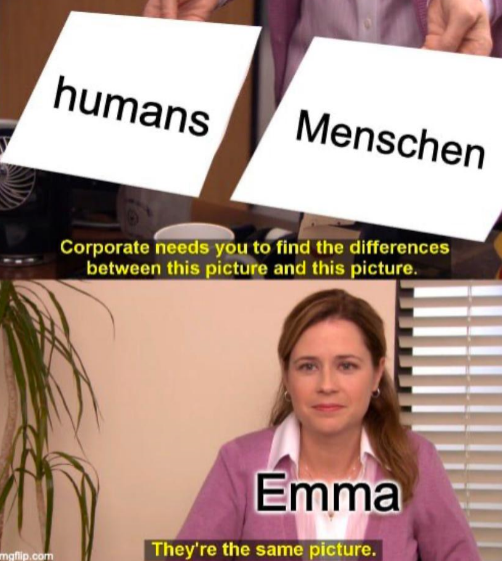 humans
Menschen
Corporate needs you to find the differences
between this picture and this picture.
Emma
They're the same picture.
imgflip.com